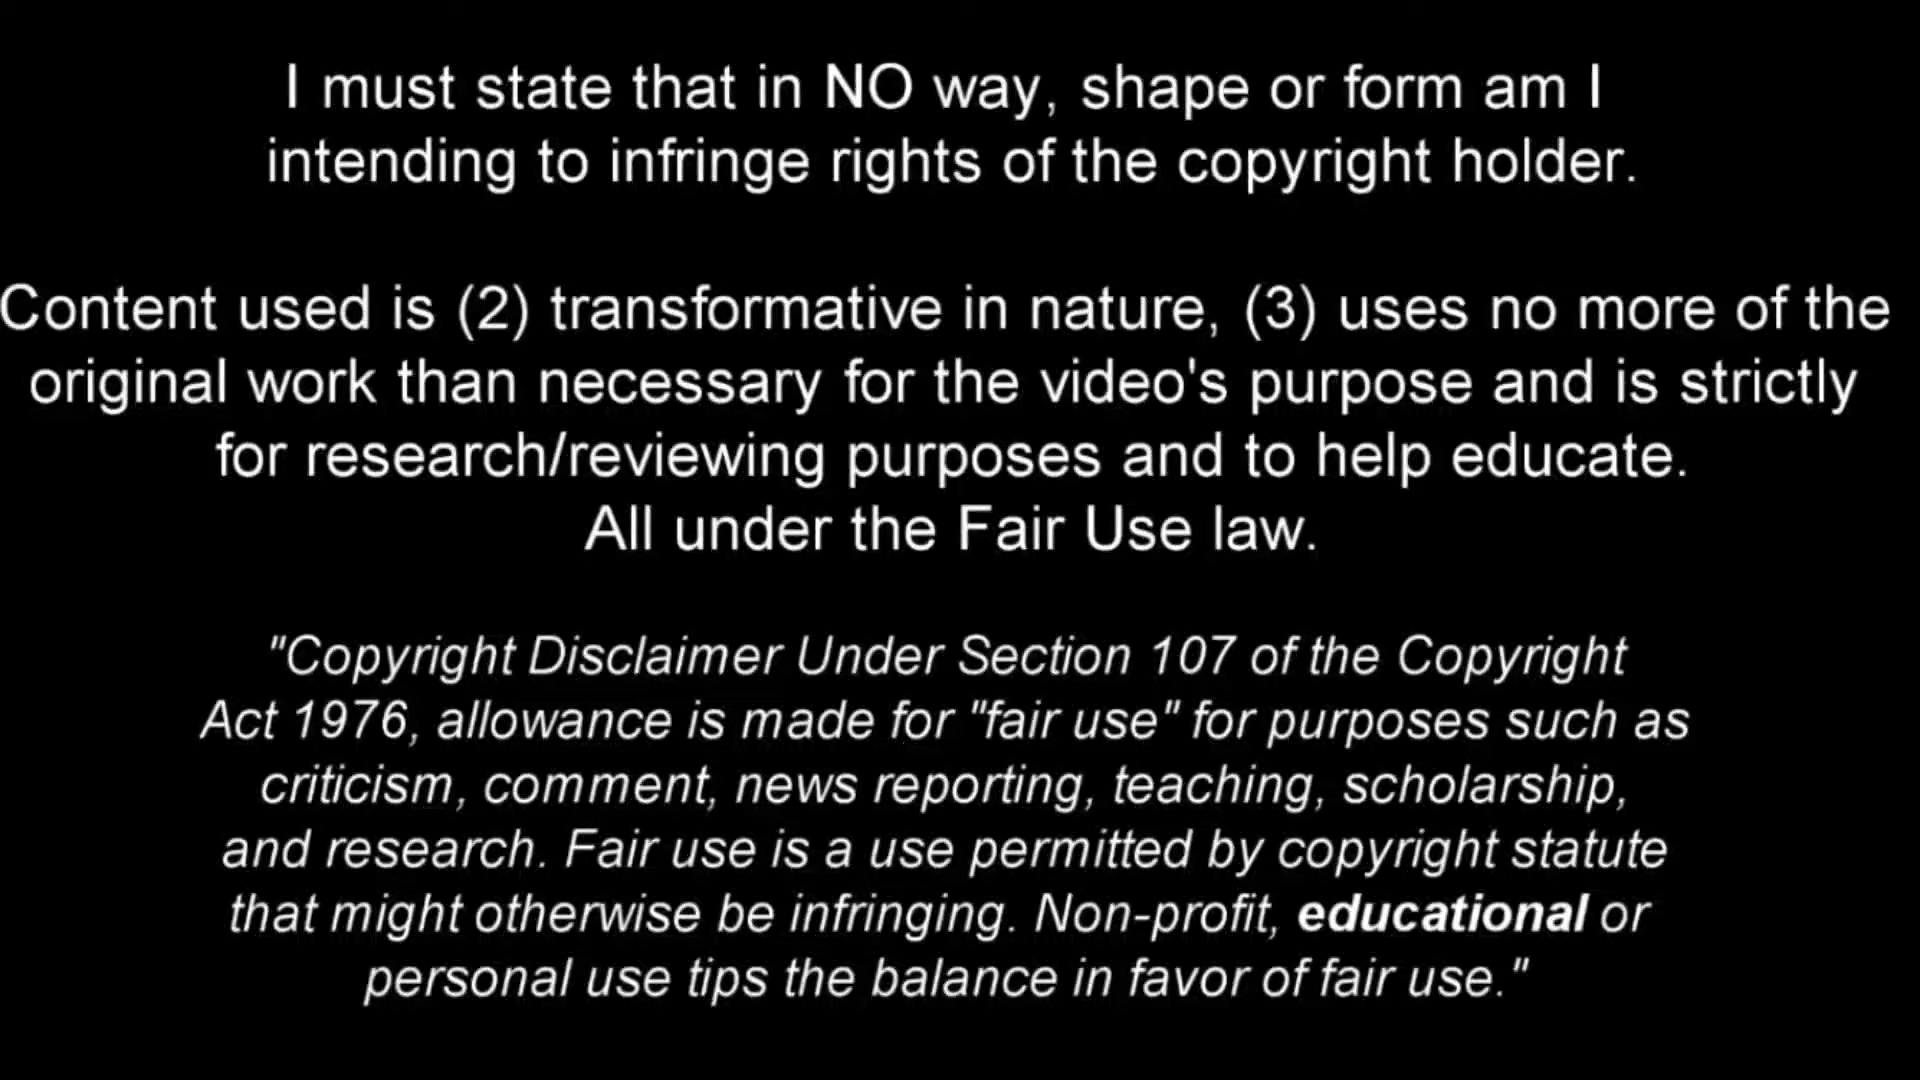 I must state that in NO way, shape or form am I
intending to infringe rights of the copyright holder.
Content used is (2) transformative in nature, (3) uses no more of the
original work than necessary for the video's purpose and is strictly
for research/reviewing purposes and to help educate.
All under the Fair Use law.
"Copyright Disclaimer Under Section 107 of the Copyright
Act 1976, allowance is made for "fair use" for purposes such as
criticism, comment, news reporting, teaching, scholarship,
and research. Fair use is a use permitted by copyright statute
that might otherwise be infringing. Non-profit, educational or
personal use tips the balance in favor of fair use."